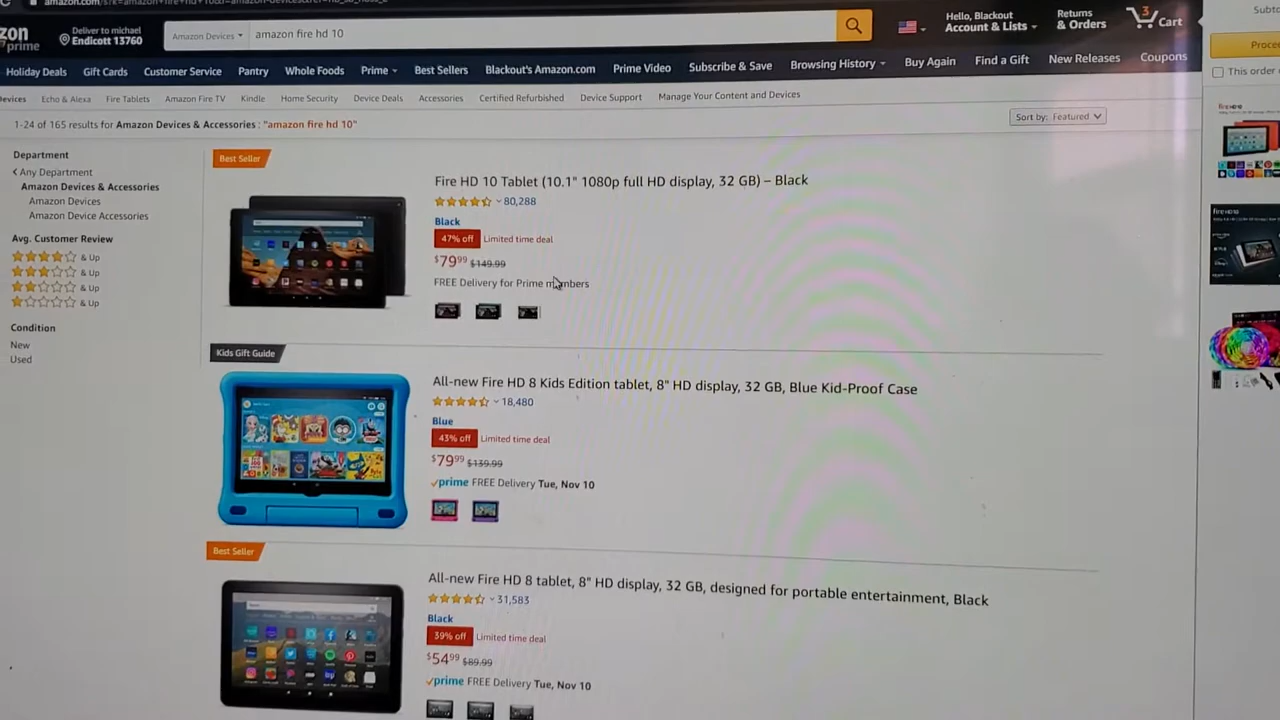 zon
prime
Deliver to michael
Endicott 13760
Amazon Devices
amazon fire hd 10
Hello, Blackout
Account & Lists
Returns
& Orders
3
Cart
Holiday Deals
Gift Cards
Customer Service
Pantry
Whole Foods
Prime
Best Sellers
Blackout's Amazon.com
Prime Video
Subscribe & Save
Browsing History
Buy Again
Find a Gift
New Releases
Coupons
evices
Echo & Alexa
Fire Tablets
Amazon Fire TV
Kindle
Home Security
Device Deals
Accessories
Certified Refurbished
Device Support
Manage Your Content and Devices
1-24 of 165 results for Amazon Devices & Accessories : "amazon fire hd 10"
Sort by: Featured
Department
Any Department
Amazon Devices & Accessories
Amazon Devices
Amazon Device Accessories
Avg. Customer Review
& Up
& Up
& Up
& Up
Condition
New
Used
Best Seller
Fire HD 10 Tablet (10.1" 1080p full HD display, 32 GB) – Black
80,288
Black
47% off Limited time deal
$79.99 $149.99
FREE Delivery for Prime members
Kids Gift Guide
All-new Fire HD 8 Kids Edition tablet, 8" HD display, 32 GB, Blue Kid-Proof Case
18,480
Blue
43% off Limited time deal
$79.99 $139.99
prime FREE Delivery Tue, Nov 10
Best Seller
All-new Fire HD 8 tablet, 8" HD display, 32 GB, designed for portable entertainment, Black
31,583
Black
39% off Limited time deal
$54.99 $89.99
prime FREE Delivery Tue, Nov 10
Subto
Proce
This order